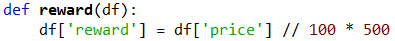 def reward(df):
    df['reward'] = df['price'] // 100 * 500